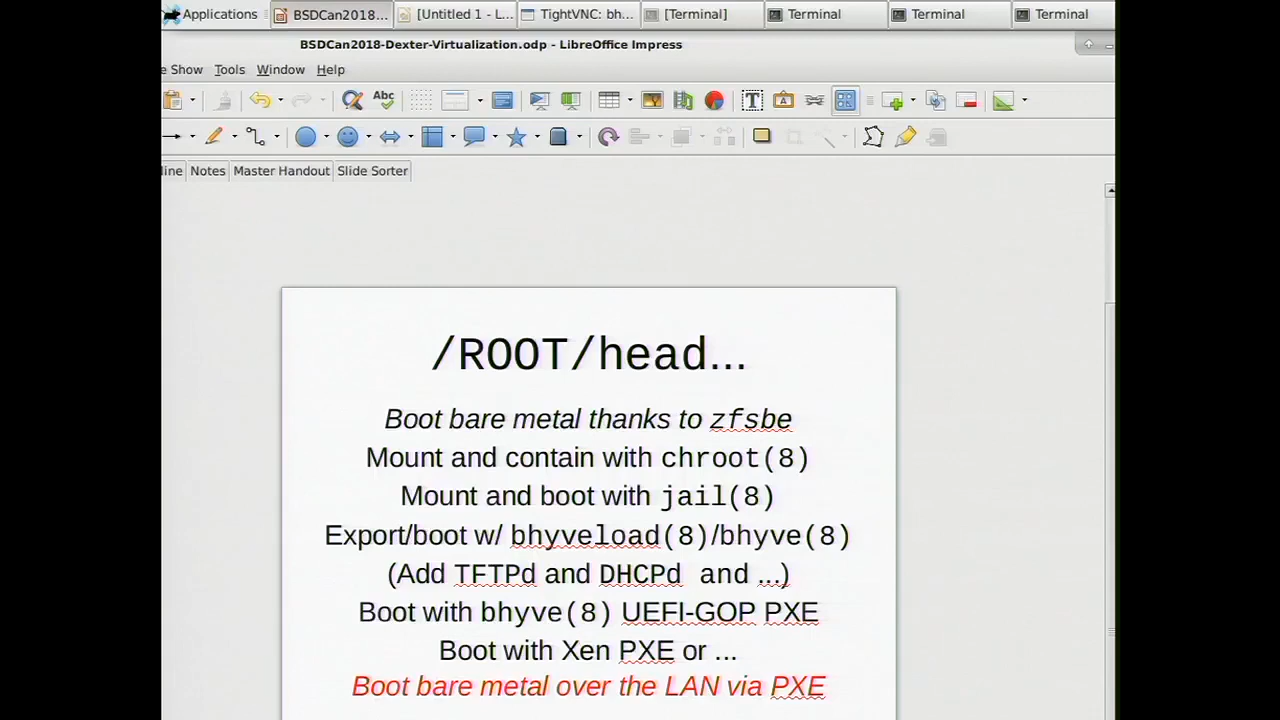 Applications
BSDCan2018...
[Untitled 1 - L...
TightVNC: bh...
[Terminal]
Terminal
Terminal
Terminal
BSDCan2018-Dexter-Virtualization.odp - LibreOffice Impress
e Show Tools Window Help
Abc
line Notes Master Handout Slide Sorter
/ROOT/head...
Boot bare metal thanks to zfsbe
Mount and contain with chroot(8)
Mount and boot with jail(8)
Export/boot w/ bhyveload(8)/bhyve(8)
(Add TFTPd and DHCPd and ...)
Boot with bhyve(8) UEFI-GOP PXE
Boot with Xen PXE or ...
Boot bare metal over the LAN via PXE